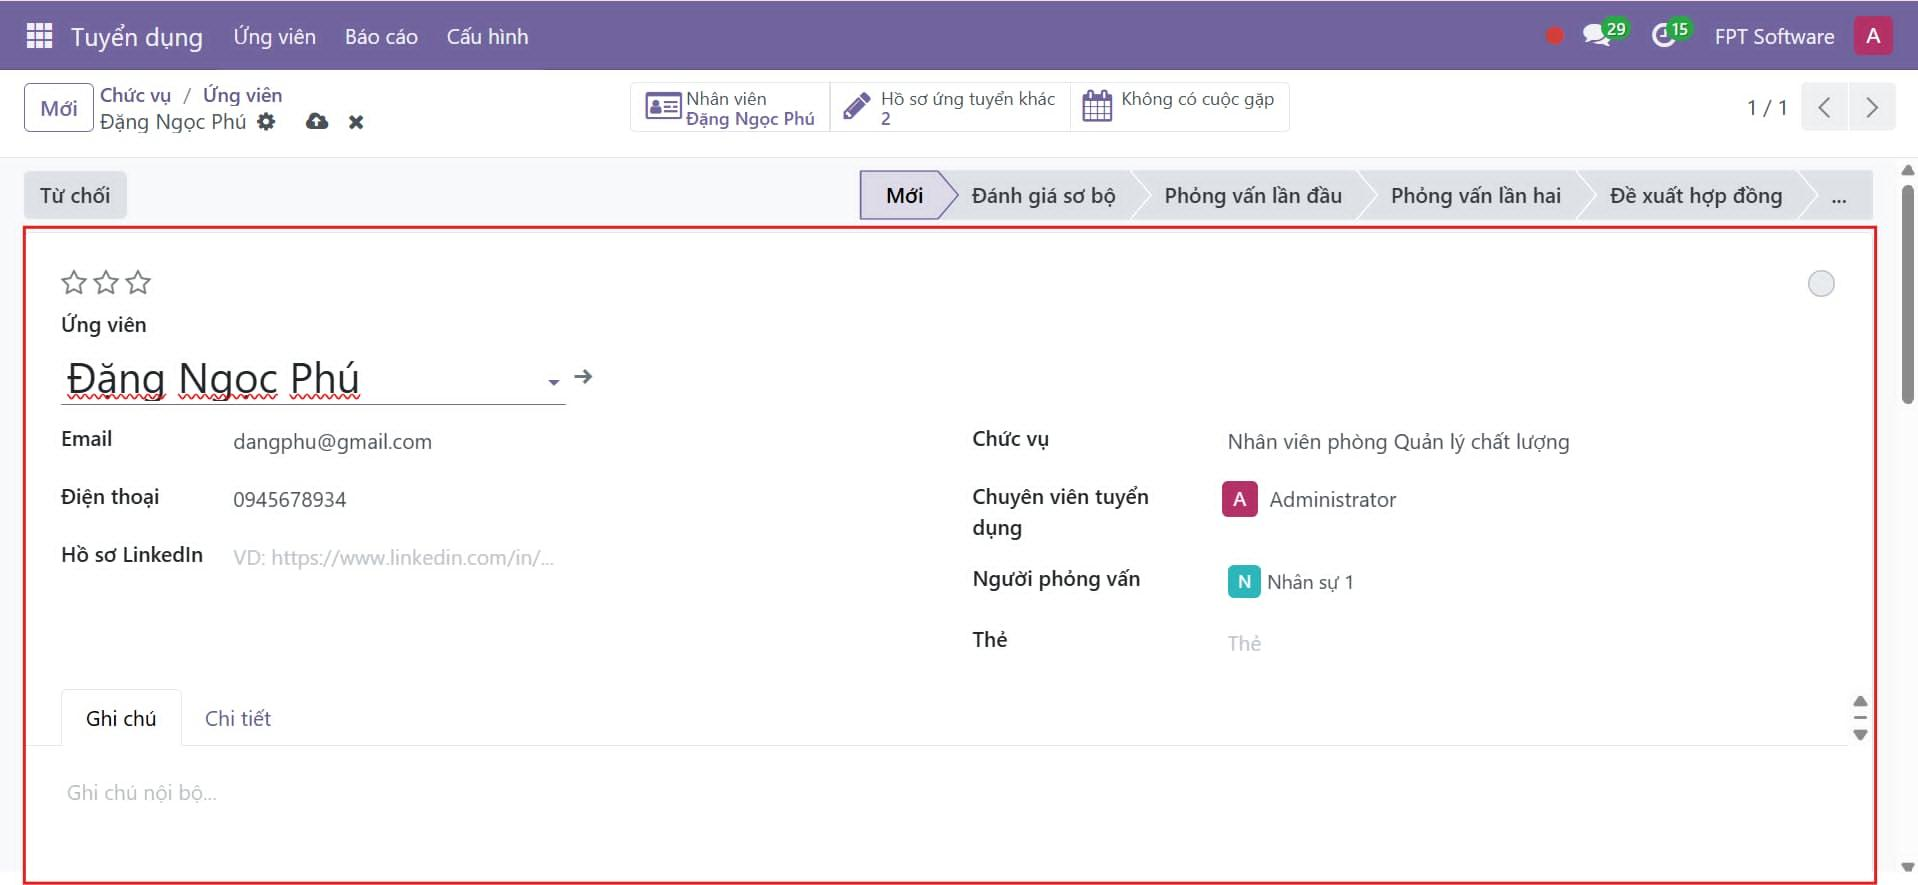 Tuyển dụng Ứng viên Báo cáo Cấu hình 29 15 FPT Software A
Mới Chức vụ / Ứng viên
Đặng Ngọc Phú
Nhân viên
Đặng Ngọc Phú
Hồ sơ ứng tuyển khác
2
Không có cuộc gặp
1 / 1
Từ chối Mới Đánh giá sơ bộ Phỏng vấn lần đầu Phỏng vấn lần hai Đề xuất hợp đồng ...
Ứng viên
Đặng Ngọc Phú
Email dangphu@gmail.com
Điện thoại 0945678934
Hồ sơ LinkedIn VD: https://www.linkedin.com/in/...
Chức vụ Nhân viên phòng Quản lý chất lượng
Chuyên viên tuyển
dụng
A Administrator
Người phỏng vấn N Nhân sự 1
Thẻ Thẻ
Ghi chú Chi tiết
Ghi chú nội bộ...